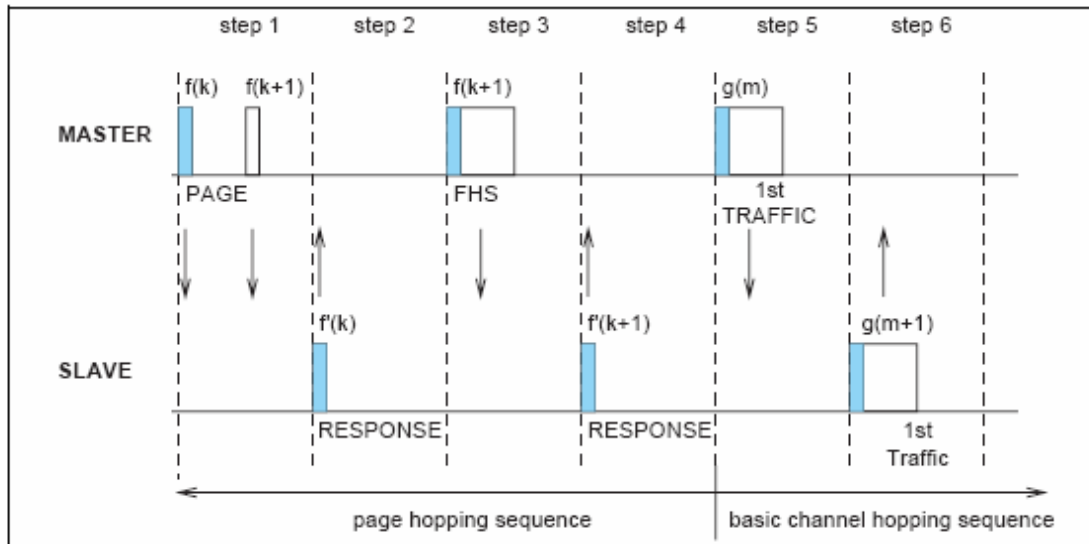 step 1 step 2 step 3 step 4 step 5 step 6
f(k) f(k+1) f(k+1) g(m)
MASTER
PAGE FHS 1st
TRAFFIC
f'(k) f'(k+1) g(m+1)
SLAVE
RESPONSE RESPONSE 1st
Traffic
page hopping sequence basic channel hopping sequence